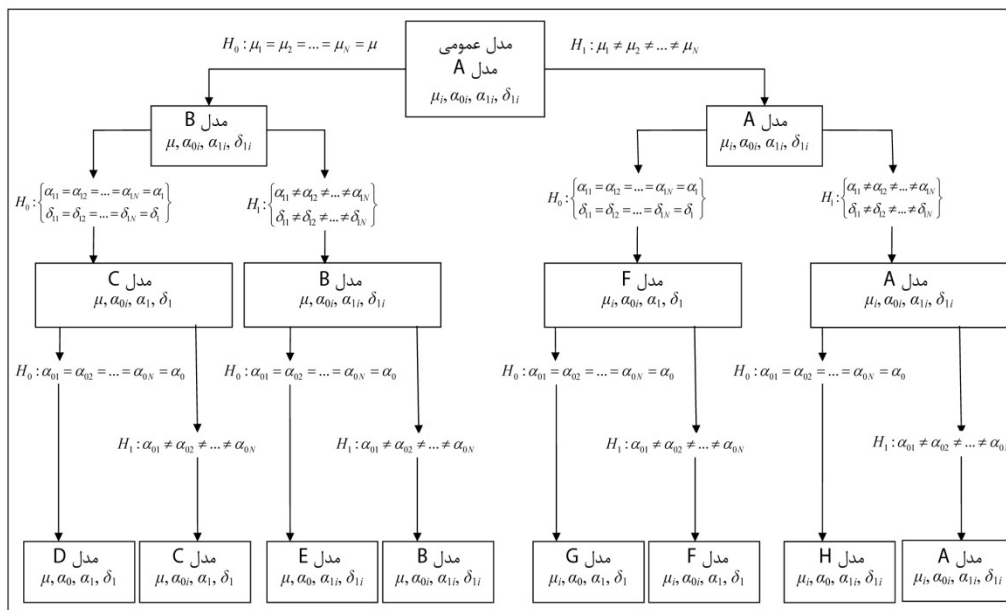 H₀ : μ₁ = μ₂ = ... = μ_N = μ
مدل عمومی
مدل A
μᵢ, α₀ᵢ, α₁ᵢ, δ₁ᵢ
H₁ : μ₁ ≠ μ₂ ≠ ... ≠ μ_N
مدل B
μ, α₀ᵢ, α₁ᵢ, δ₁ᵢ
مدل A
μᵢ, α₀ᵢ, α₁ᵢ, δ₁ᵢ
H₀ : {α₁₁ = α₁₂ = ... = α₁N = α₁}
{δ₁₁ = δ₁₂ = ... = δ₁N = δ₁}
H₁ : {α₁₁ ≠ α₁₂ ≠ ... ≠ α₁N}
{δ₁₁ ≠ δ₁₂ ≠ ... ≠ δ₁N}
H₀ : {α₁₁ = α₁₂ = ... = α₁N = α₁}
{δ₁₁ = δ₁₂ = ... = δ₁N = δ₁}
H₁ : {α₁₁ ≠ α₁₂ ≠ ... ≠ α₁N}
{δ₁₁ ≠ δ₁₂ ≠ ... ≠ δ₁N}
مدل C
μ, α₀ᵢ, α₁, δ₁
مدل B
μ, α₀ᵢ, α₁ᵢ, δ₁ᵢ
مدل F
μᵢ, α₀ᵢ, α₁, δ₁
مدل A
μᵢ, α₀ᵢ, α₁ᵢ, δ₁ᵢ
H₀ : α₀₁ = α₀₂ = ... = α₀N = α₀
H₀ : α₀₁ = α₀₂ = ... = α₀N = α₀
H₀ : α₀₁ = α₀₂ = ... = α₀N = α₀
H₀ : α₀₁ = α₀₂ = ... = α₀N = α₀
H₁ : α₀₁ ≠ α₀₂ ≠ ... ≠ α₀N
H₁ : α₀₁ ≠ α₀₂ ≠ ... ≠ α₀N
H₁ : α₀₁ ≠ α₀₂ ≠ ... ≠ α₀N
H₁ : α₀₁ ≠ α₀₂ ≠ ... ≠ α₀N
مدل D
μ, α₀, α₁, δ₁
مدل C
μ, α₀ᵢ, α₁, δ₁
مدل E
μ, α₀, α₁ᵢ, δ₁ᵢ
مدل B
μ, α₀ᵢ, α₁ᵢ, δ₁ᵢ
مدل G
μᵢ, α₀, α₁, δ₁
مدل F
μᵢ, α₀ᵢ, α₁, δ₁
مدل H
μᵢ, α₀, α₁ᵢ, δ₁ᵢ
مدل A
μᵢ, α₀ᵢ, α₁ᵢ, δ₁ᵢ